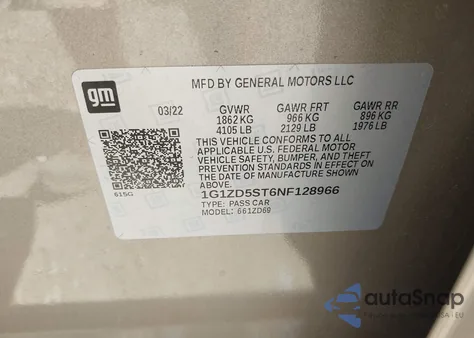 gm
MFD BY GENERAL MOTORS LLC
03/22 GVWR GAWR FRT GAWR RR
1862 KG 966 KG 896 KG
4105 LB 2129 LB 1976 LB
THIS VEHICLE CONFORMS TO ALL
APPLICABLE U.S. FEDERAL MOTOR
VEHICLE SAFETY, BUMPER, AND THEFT
PREVENTION STANDARDS IN EFFECT ON
THE DATE OF MANUFACTURE SHOWN
ABOVE.
615G
1G1ZD5ST6NF128966
TYPE: PASS CAR
MODEL: 661ZD69
autoSnap